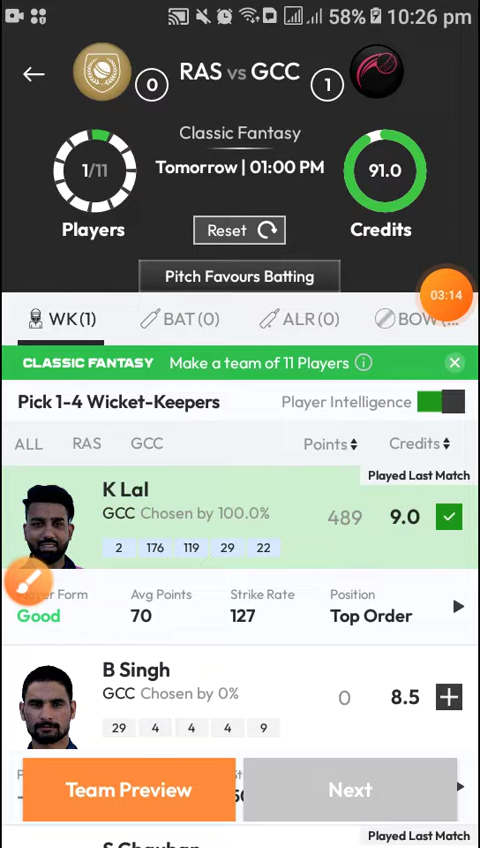 58% 10:26 pm
0 RAS vs GCC 1
Classic Fantasy
1/11 Tomorrow | 01:00 PM 91.0
Players Reset Credits
Pitch Favours Batting
03:14
WK(1) BAT(0) ALR(0) BOW(...
CLASSIC FANTASY Make a team of 11 Players
Pick 1-4 Wicket-Keepers Player Intelligence
ALL RAS GCC Points Credits
Played Last Match
K Lal
GCC Chosen by 100.0% 489 9.0
2 176 119 29 22
Form Avg Points Strike Rate Position
Good 70 127 Top Order
B Singh
GCC Chosen by 0% 0 8.5
29 4 4 4 9
Team Preview Next
Played Last Match